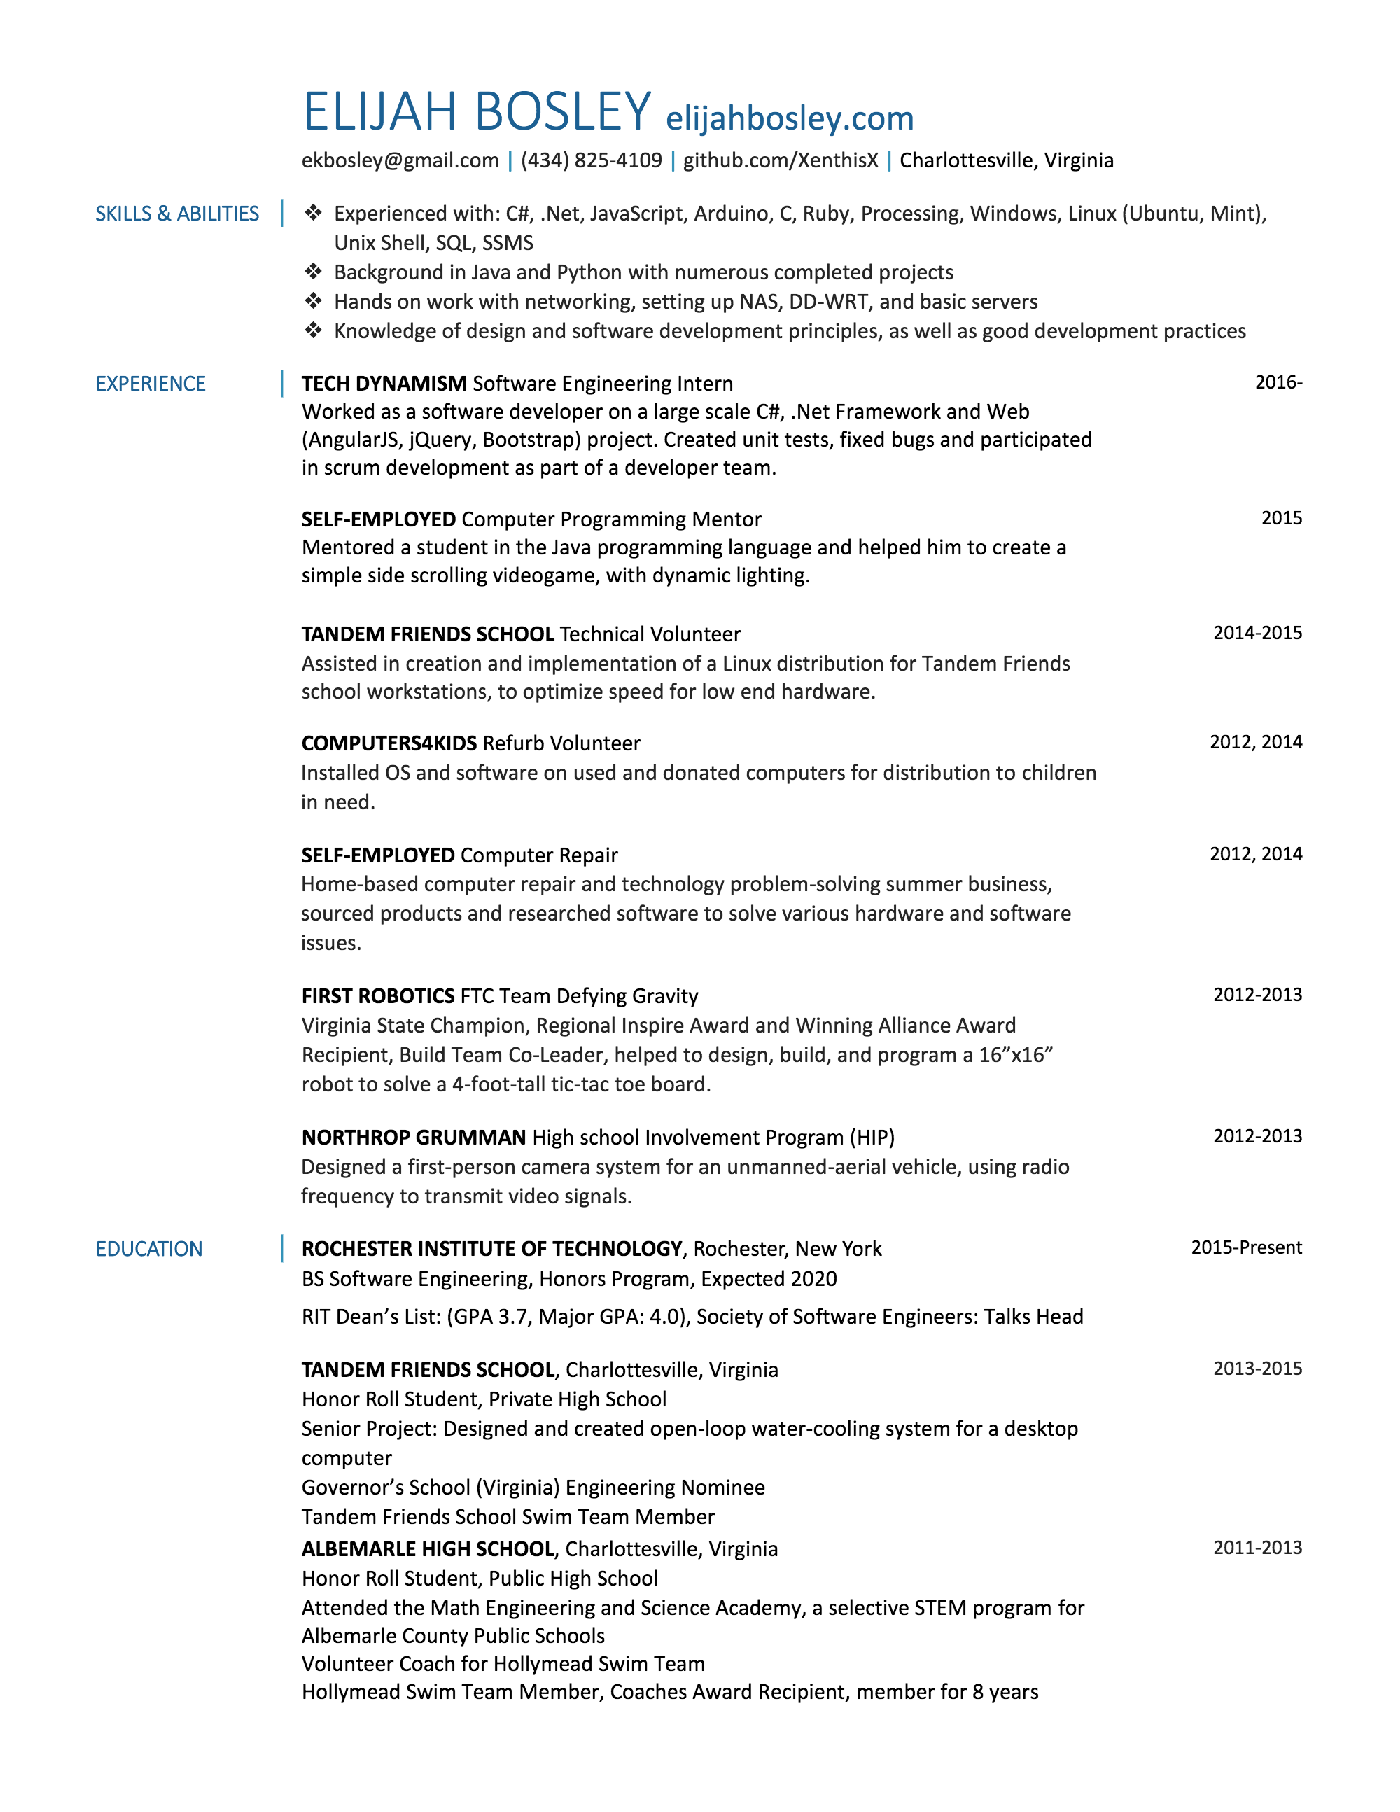 ELIJAH BOSLEY elijahbosley.com
ekbosley@gmail.com | (434) 825-4109 | github.com/XenthisX | Charlottesville, Virginia
SKILLS & ABILITIES
❖ Experienced with: C#, .Net, JavaScript, Arduino, C, Ruby, Processing, Windows, Linux (Ubuntu, Mint),
Unix Shell, SQL, SSMS
❖ Background in Java and Python with numerous completed projects
❖ Hands on work with networking, setting up NAS, DD-WRT, and basic servers
❖ Knowledge of design and software development principles, as well as good development practices
EXPERIENCE
TECH DYNAMISM Software Engineering Intern 2016-
Worked as a software developer on a large scale C#, .Net Framework and Web
(AngularJS, jQuery, Bootstrap) project. Created unit tests, fixed bugs and participated
in scrum development as part of a developer team.
SELF-EMPLOYED Computer Programming Mentor 2015
Mentored a student in the Java programming language and helped him to create a
simple side scrolling videogame, with dynamic lighting.
TANDEM FRIENDS SCHOOL Technical Volunteer 2014-2015
Assisted in creation and implementation of a Linux distribution for Tandem Friends
school workstations, to optimize speed for low end hardware.
COMPUTERS4KIDS Refurb Volunteer 2012, 2014
Installed OS and software on used and donated computers for distribution to children
in need.
SELF-EMPLOYED Computer Repair 2012, 2014
Home-based computer repair and technology problem-solving summer business,
sourced products and researched software to solve various hardware and software
issues.
FIRST ROBOTICS FTC Team Defying Gravity 2012-2013
Virginia State Champion, Regional Inspire Award and Winning Alliance Award
Recipient, Build Team Co-Leader, helped to design, build, and program a 16”x16”
robot to solve a 4-foot-tall tic-tac toe board.
NORTHROP GRUMMAN High school Involvement Program (HIP) 2012-2013
Designed a first-person camera system for an unmanned-aerial vehicle, using radio
frequency to transmit video signals.
EDUCATION
ROCHESTER INSTITUTE OF TECHNOLOGY, Rochester, New York 2015-Present
BS Software Engineering, Honors Program, Expected 2020
RIT Dean’s List: (GPA 3.7, Major GPA: 4.0), Society of Software Engineers: Talks Head
TANDEM FRIENDS SCHOOL, Charlottesville, Virginia 2013-2015
Honor Roll Student, Private High School
Senior Project: Designed and created open-loop water-cooling system for a desktop
computer
Governor’s School (Virginia) Engineering Nominee
Tandem Friends School Swim Team Member
ALBEMARLE HIGH SCHOOL, Charlottesville, Virginia 2011-2013
Honor Roll Student, Public High School
Attended the Math Engineering and Science Academy, a selective STEM program for
Albemarle County Public Schools
Volunteer Coach for Hollymead Swim Team
Hollymead Swim Team Member, Coaches Award Recipient, member for 8 years